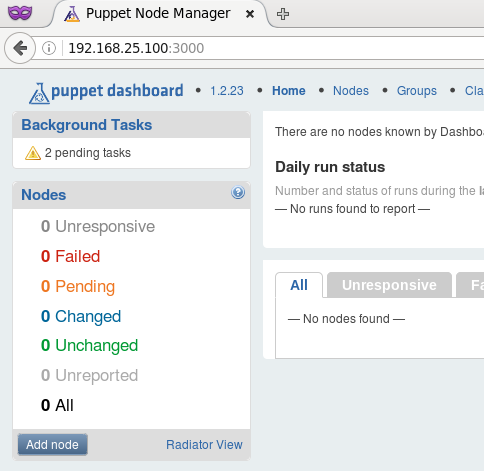 Puppet Node Manager
192.168.25.100:3000
puppet dashboard • 1.2.23 • Home • Nodes • Groups • Cla
Background Tasks
2 pending tasks
Nodes
0 Unresponsive
0 Failed
0 Pending
0 Changed
0 Unchanged
0 Unreported
0 All
Add node Radiator View
There are no nodes known by Dashbo
Daily run status
Number and status of runs during the la
— No runs found to report —
All Unresponsive Fa
— No nodes found —